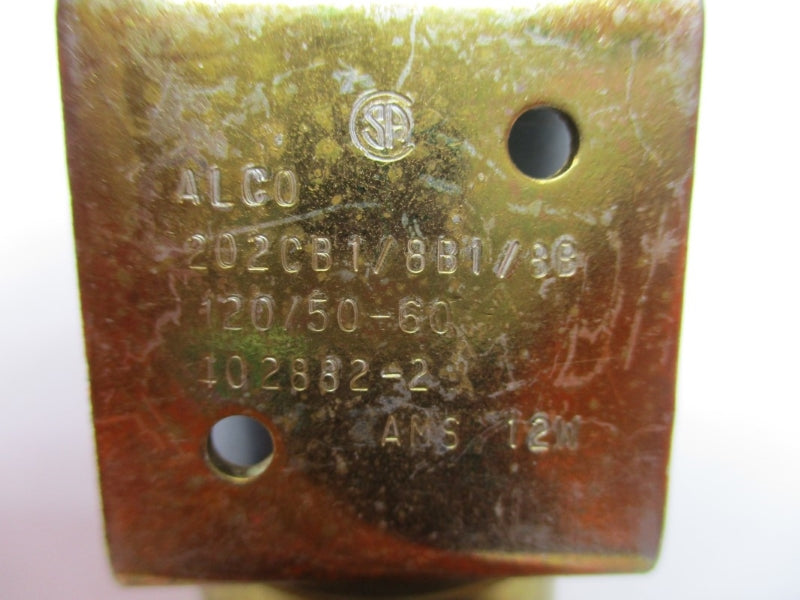 CSA
ALCO
202CB1/8B1/8B
120/50-60
102882-2
AMS 12W